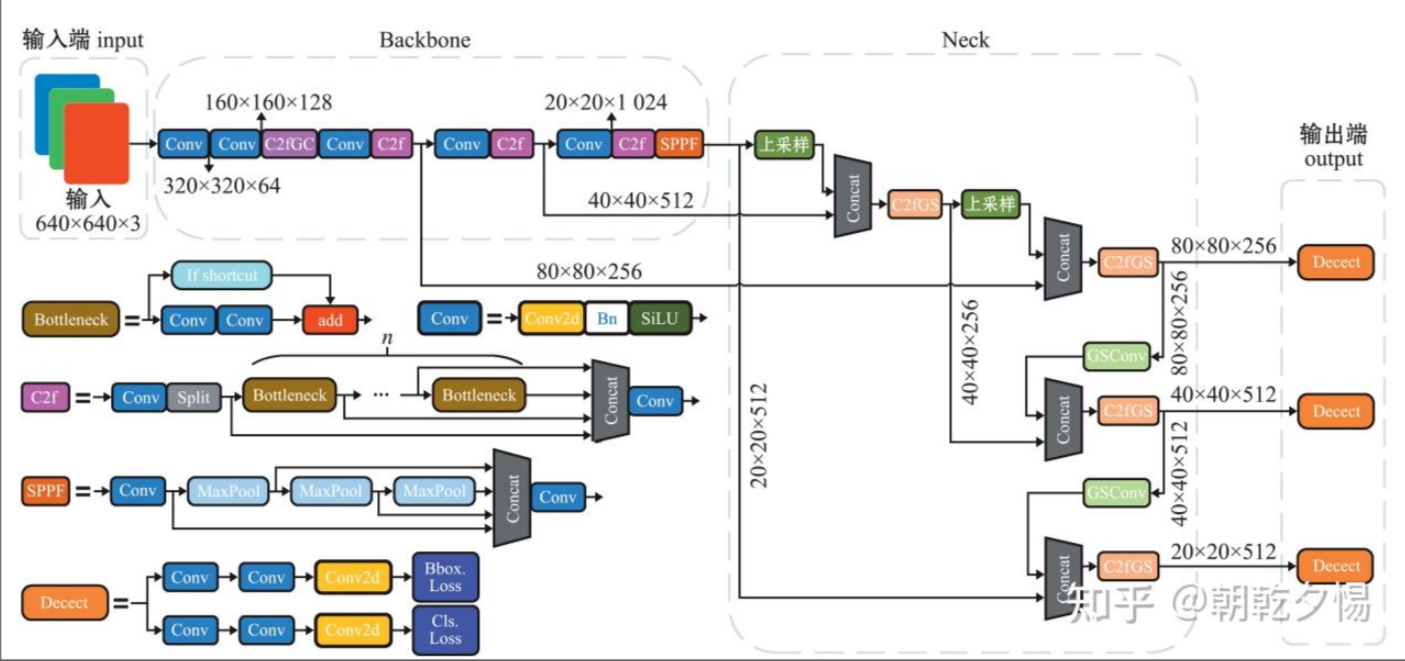 输入端 input
Backbone
Neck
160×160×128
20×20×1 024
Conv Conv C2fGC Conv C2f Conv C2f Conv C2f SPPF
上采样
输出端
output
320×320×64
输入
640×640×3
40×40×512
Concat
C2fGS
上采样
Concat
C2fGS
80×80×256
Decect
80×80×256
If shortcut
Bottleneck = Conv Conv add
Conv = Conv2d Bn SiLU
40×40×256
80×80×256
GSConv
n
C2f = Conv Split Bottleneck ··· Bottleneck Concat Conv
20×20×512
Concat
C2fGS
40×40×512
Decect
40×40×512
GSConv
SPPF = Conv MaxPool MaxPool MaxPool Concat Conv
Concat
C2fGS
20×20×512
Decect
Decect = Conv Conv Conv2d Bbox.
Loss
Conv Conv Conv2d Cls.
Loss
知乎 @朝乾夕惕